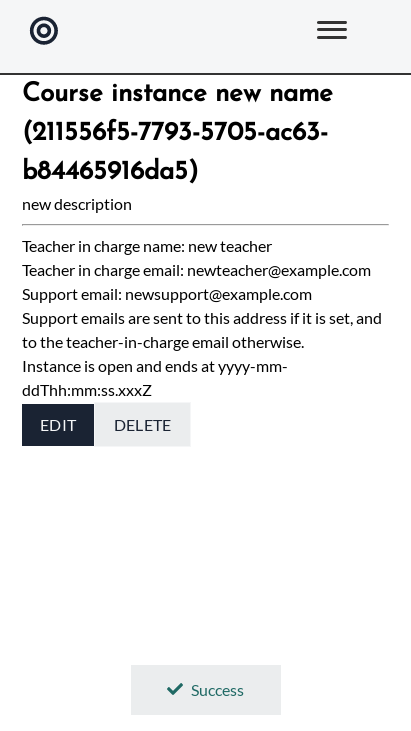 Course instance new name
(211556f5-7793-5705-ac63-
b84465916da5)
new description
Teacher in charge name: new teacher
Teacher in charge email: newteacher@example.com
Support email: newsupport@example.com
Support emails are sent to this address if it is set, and
to the teacher-in-charge email otherwise.
Instance is open and ends at yyyy-mm-
ddThh:mm:ss.xxxZ
EDIT DELETE
Success